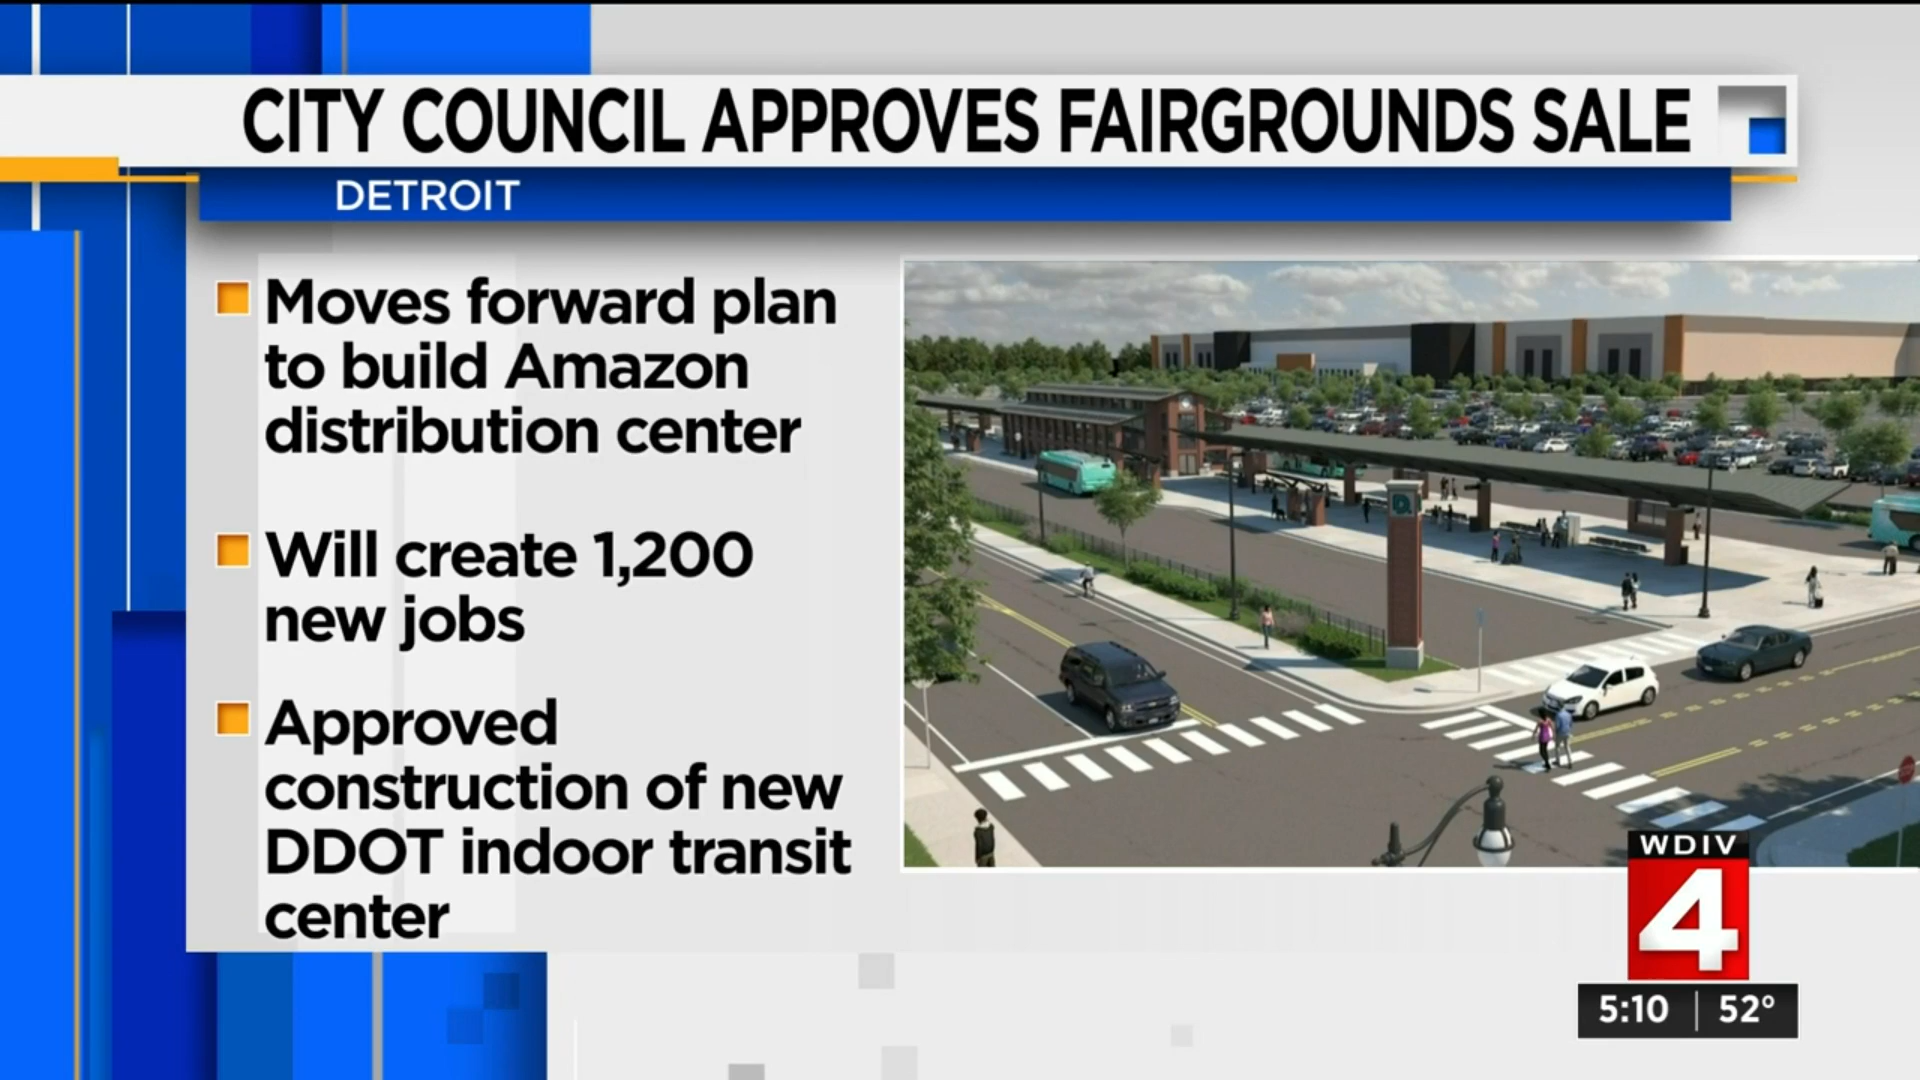 CITY COUNCIL APPROVES FAIRGROUNDS SALE
DETROIT
Moves forward plan
to build Amazon
distribution center
Will create 1,200
new jobs
Approved
construction of new
DDOT indoor transit
center
WDIV
4
5:10 52°